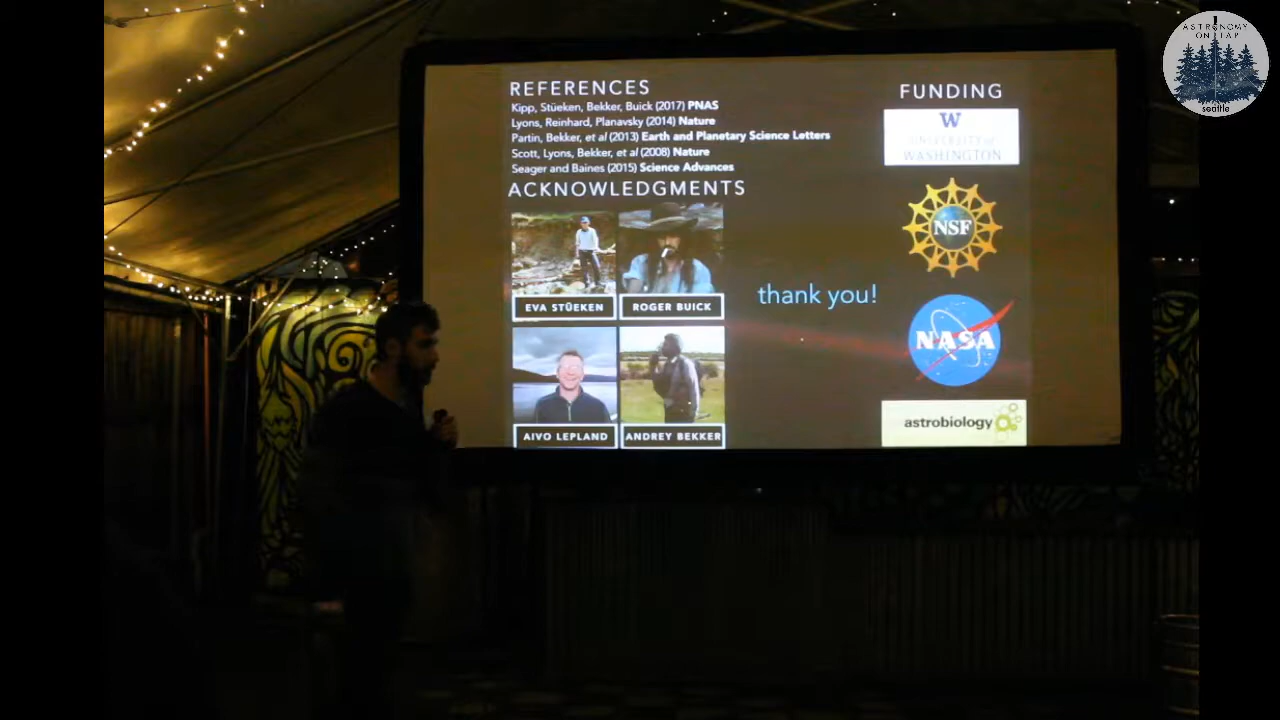 ASTRONOMY
ON TAP
seattle
REFERENCES
Kipp, Stüeken, Bekker, Buick (2017) PNAS
Lyons, Reinhard, Planavsky (2014) Nature
Partin, Bekker, et al (2013) Earth and Planetary Science Letters
Scott, Lyons, Bekker, et al (2008) Nature
Seager and Baines (2015) Science Advances
ACKNOWLEDGMENTS
EVA STÜEKEN
ROGER BUICK
AIVO LEPLAND
ANDREY BEKKER
thank you!
FUNDING
W
UNIVERSITY of
WASHINGTON
NSF
NASA
astrobiology